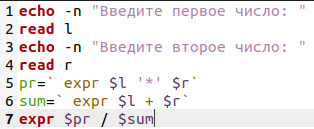 1 echo -n "Введите первое число: "
2 read l
3 echo -n "Введите второе число: "
4 read r
5 pr=` expr $l '*' $r`
6 sum=` expr $l + $r`
7 expr $pr / $sum